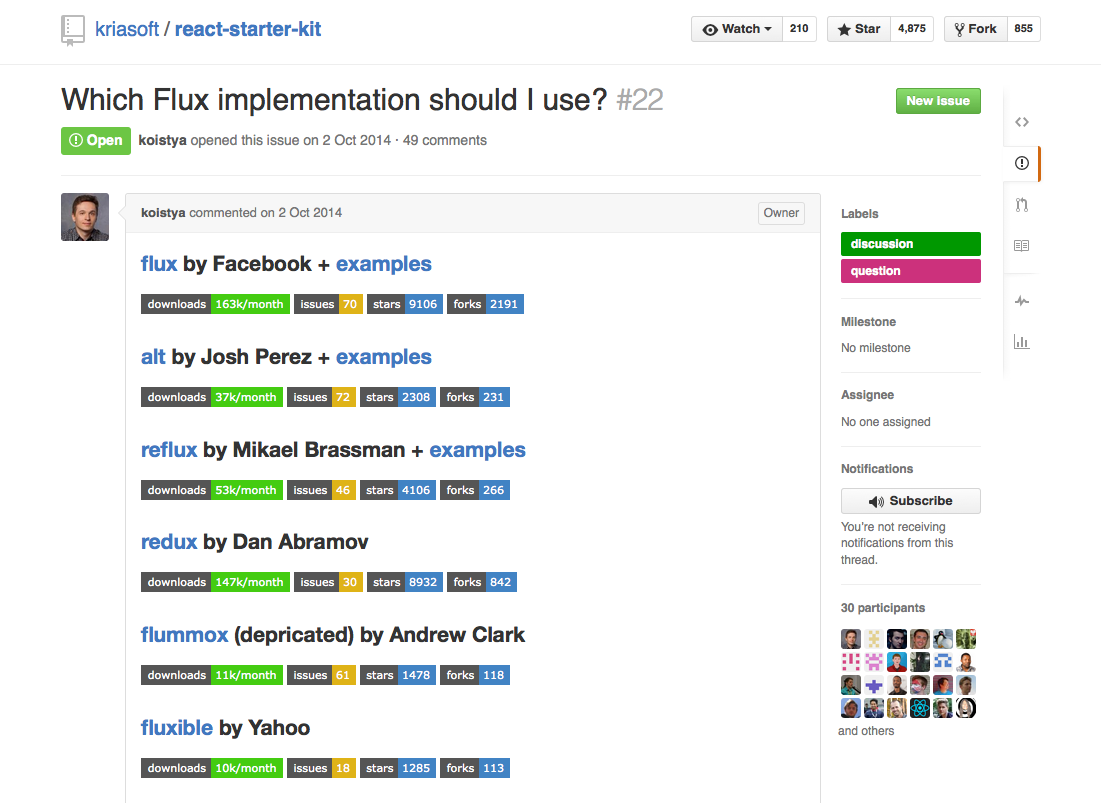 kriasoft / react-starter-kit
Watch 210 Star 4,875 Fork 855
Which Flux implementation should I use? #22
New issue
Open koistya opened this issue on 2 Oct 2014 · 49 comments
koistya commented on 2 Oct 2014 Owner
flux by Facebook + examples
downloads 163k/month issues 70 stars 9106 forks 2191
alt by Josh Perez + examples
downloads 37k/month issues 72 stars 2308 forks 231
reflux by Mikael Brassman + examples
downloads 53k/month issues 46 stars 4106 forks 266
redux by Dan Abramov
downloads 147k/month issues 30 stars 8932 forks 842
flummox (depricated) by Andrew Clark
downloads 11k/month issues 61 stars 1478 forks 118
fluxible by Yahoo
downloads 10k/month issues 18 stars 1285 forks 113
Labels
discussion
question
Milestone
No milestone
Assignee
No one assigned
Notifications
Subscribe
You're not receiving
notifications from this
thread.
30 participants
and others